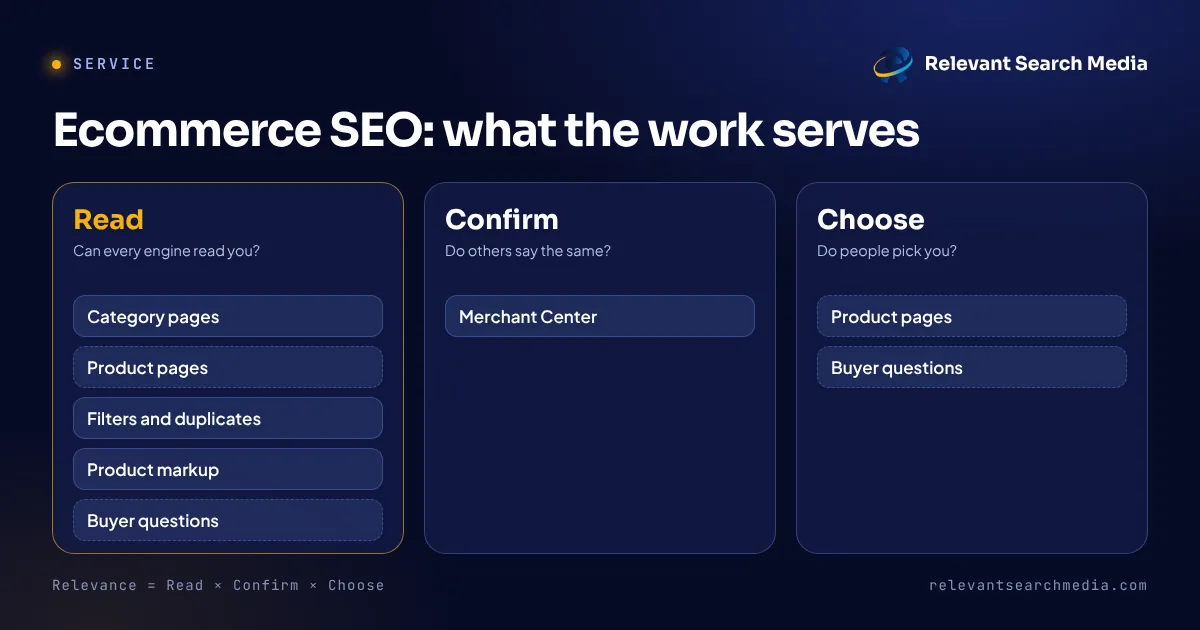 SERVICE
Relevant Search Media
Ecommerce SEO: what the work serves
Read
Can every engine read you?
Category pages
Product pages
Filters and duplicates
Product markup
Buyer questions
Confirm
Do others say the same?
Merchant Center
Choose
Do people pick you?
Product pages
Buyer questions
Relevance = Read × Confirm × Choose
relevantsearchmedia.com